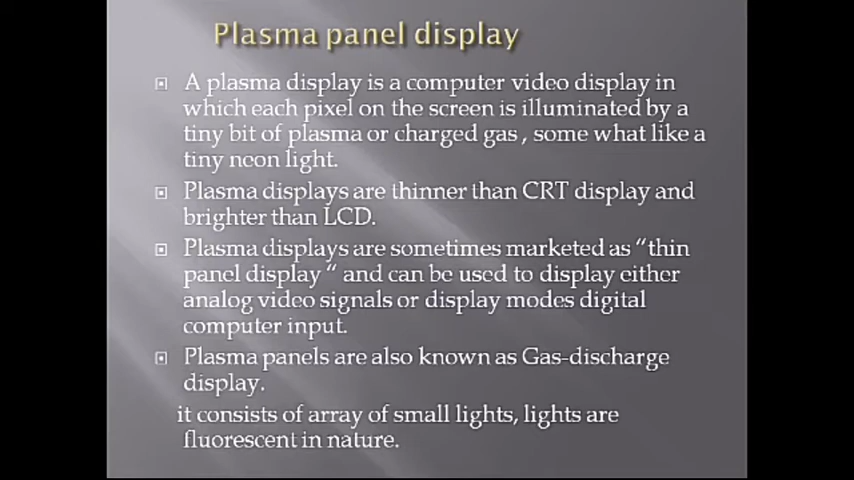 Plasma panel display
A plasma display is a computer video display in
which each pixel on the screen is illuminated by a
tiny bit of plasma or charged gas , some what like a
tiny neon light.
Plasma displays are thinner than CRT display and
brighter than LCD.
Plasma displays are sometimes marketed as “thin
panel display “ and can be used to display either
analog video signals or display modes digital
computer input.
Plasma panels are also known as Gas-discharge
display.
it consists of array of small lights, lights are
fluorescent in nature.